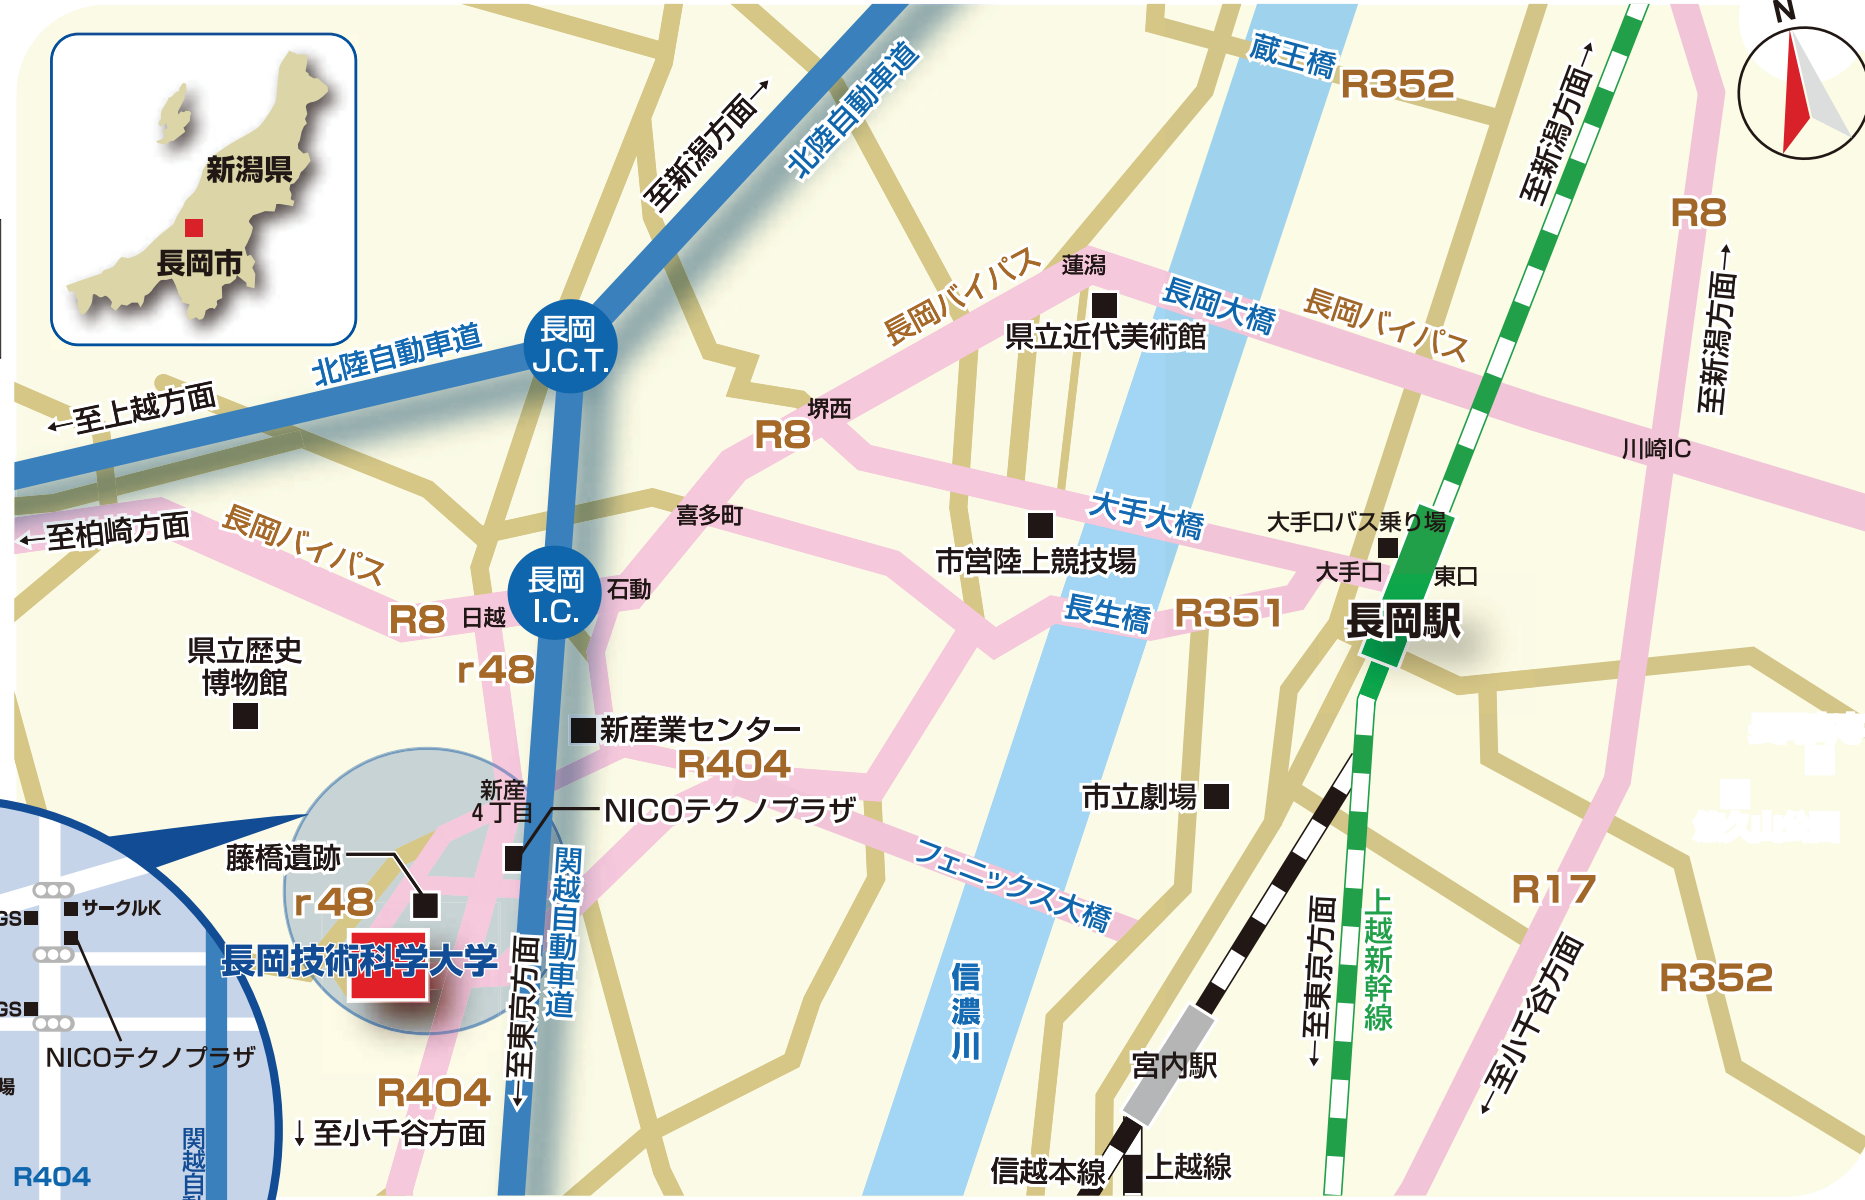 N
蔵王橋
R352
至新潟方面→
北陸自動車道
至新潟方面→
新潟県
長岡市
R8
至新潟方面→
長岡バイパス
蓮潟
長岡大橋
長岡バイパス
県立近代美術館
長岡
J.C.T.
北陸自動車道
←至上越方面
堺西
R8
川崎IC
←至柏崎方面
長岡バイパス
喜多町
大手大橋
大手口バス乗り場
市営陸上競技場
大手口
東口
長岡
I.C.
石動
R8
日越
長生橋
R351
長岡駅
県立歴史
博物館
r48
新産業センター
R404
新産
4丁目
NICOテクノプラザ
市立劇場
藤橋遺跡
r48
フェニックス大橋
関越自動車道
R17
長岡技術科学大学
←至東京方面
信濃川
←至東京方面
上越新幹線
←至小千谷方面
R352
GS
サークルK
GS
NICOテクノプラザ
場
関越自動
R404
R404
↓至小千谷方面
宮内駅
信越本線
上越線